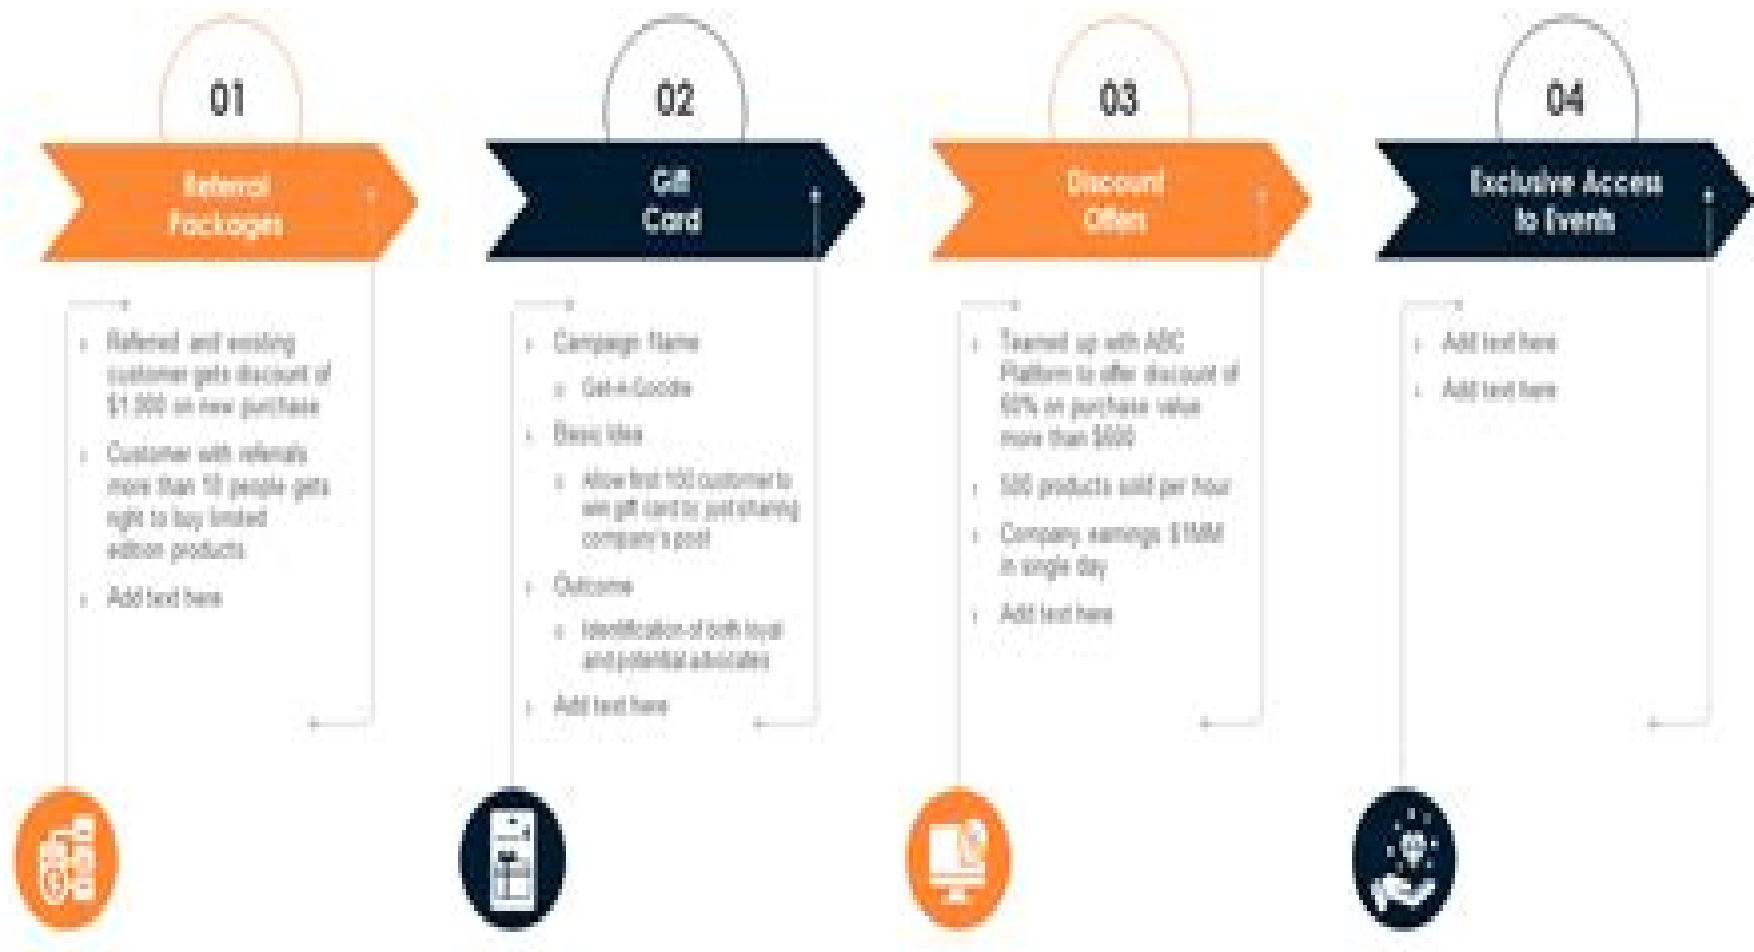 01
Referral
Packages
Referred and existing
customer gets discount of
on new purchase
Customer with referrals
more than 10 people gets
right to buy limited
edition products
Add text here
02
Gift
Card
Campaign Name
Get-A-Goodie
Basic Idea
Allow first 100 customer to
win gift card by just sharing
company's post
Outcome
Identification of both loyal
and potential advocates
Add text here
03
Discount
Offers
Teamed up with ABC
Platform to offer discount of
on purchase value
more than
500 products sold per hour
Company earnings $1MM
in single day
Add text here
04
Exclusive Access
to Events
Add text here
Add text here